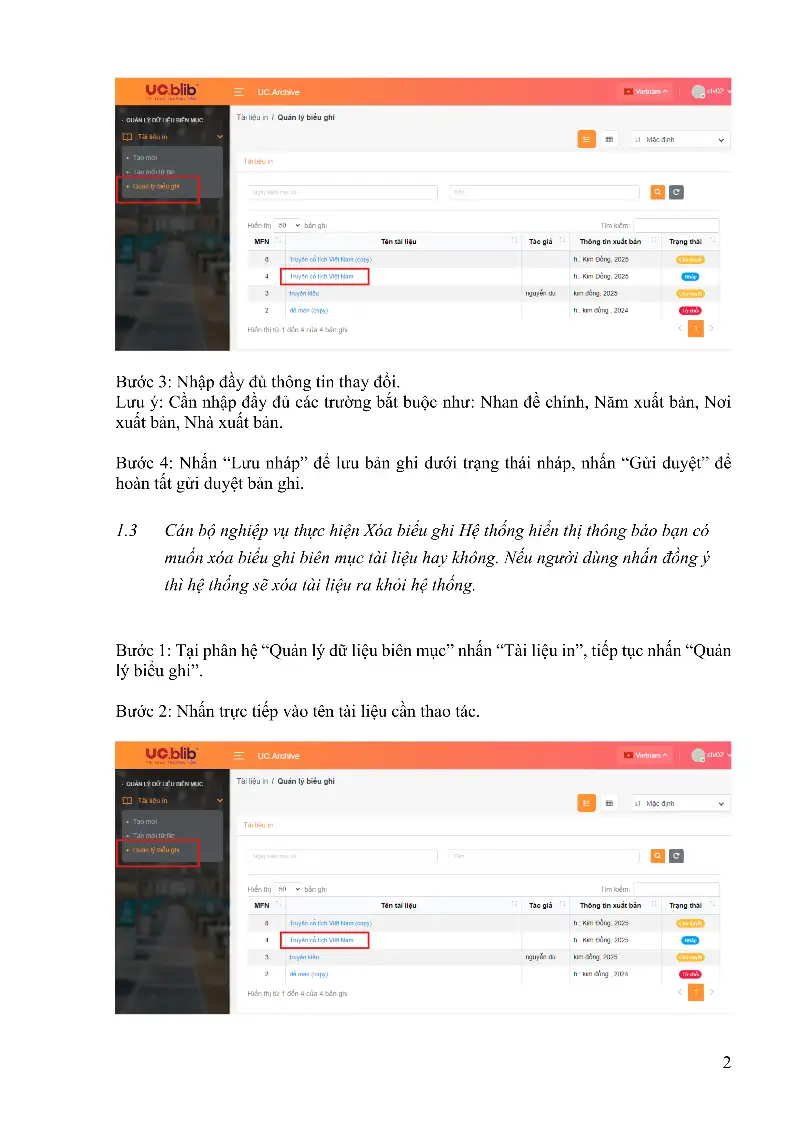 UC.blib
TRI THỨC TRƯỜNG TỒN
UC.Archive
Vietnam
ctv02
QUẢN LÝ DỮ LIỆU BIÊN MỤC
Tài liệu in
Tạo mới
Tạo mới từ file
Quản lý biểu ghi
Tài liệu in / Quản lý biểu ghi
Mặc định
Tài liệu in
Ngày biên mục từ
Đến
Hiển thị 50 bản ghi
Tìm kiếm:
MFN Tên tài liệu Tác giả Thông tin xuất bản Trạng thái
8 Truyện cổ tích Việt Nam (copy) h., Kim Đồng, 2025 Chờ duyệt
4 Truyện cổ tích Việt Nam h., Kim Đồng, 2025 Nháp
3 truyện kiều nguyễn du kim đồng, 2025 Chờ duyệt
2 dế mèn (copy) h., kim đồng , 2024 Từ chối
Hiển thị từ 1 đến 4 của 4 bản ghi
1
Bước 3: Nhập đầy đủ thông tin thay đổi.
Lưu ý: Cần nhập đầy đủ các trường bắt buộc như: Nhan đề chính, Năm xuất bản, Nơi
xuất bản, Nhà xuất bản.
Bước 4: Nhấn “Lưu nháp” để lưu bản ghi dưới trạng thái nháp, nhấn “Gửi duyệt” để
hoàn tất gửi duyệt bản ghi.
1.3 Cán bộ nghiệp vụ thực hiện Xóa biểu ghi Hệ thống hiển thị thông báo bạn có
muốn xóa biểu ghi biên mục tài liệu hay không. Nếu người dùng nhấn đồng ý
thì hệ thống sẽ xóa tài liệu ra khỏi hệ thống.
Bước 1: Tại phân hệ “Quản lý dữ liệu biên mục” nhấn “Tài liệu in”, tiếp tục nhấn “Quản
lý biểu ghi”.
Bước 2: Nhấn trực tiếp vào tên tài liệu cần thao tác.
UC.blib
TRI THỨC TRƯỜNG TỒN
UC.Archive
Vietnam
ctv02
QUẢN LÝ DỮ LIỆU BIÊN MỤC
Tài liệu in
Tạo mới
Tạo mới từ file
Quản lý biểu ghi
Tài liệu in / Quản lý biểu ghi
Mặc định
Tài liệu in
Ngày biên mục từ
Đến
Hiển thị 50 bản ghi
Tìm kiếm:
MFN Tên tài liệu Tác giả Thông tin xuất bản Trạng thái
8 Truyện cổ tích Việt Nam (copy) h., Kim Đồng, 2025 Chờ duyệt
4 Truyện cổ tích Việt Nam h., Kim Đồng, 2025 Nháp
3 truyện kiều nguyễn du kim đồng, 2025 Chờ duyệt
2 dế mèn (copy) h., kim đồng , 2024 Từ chối
Hiển thị từ 1 đến 4 của 4 bản ghi
1
2